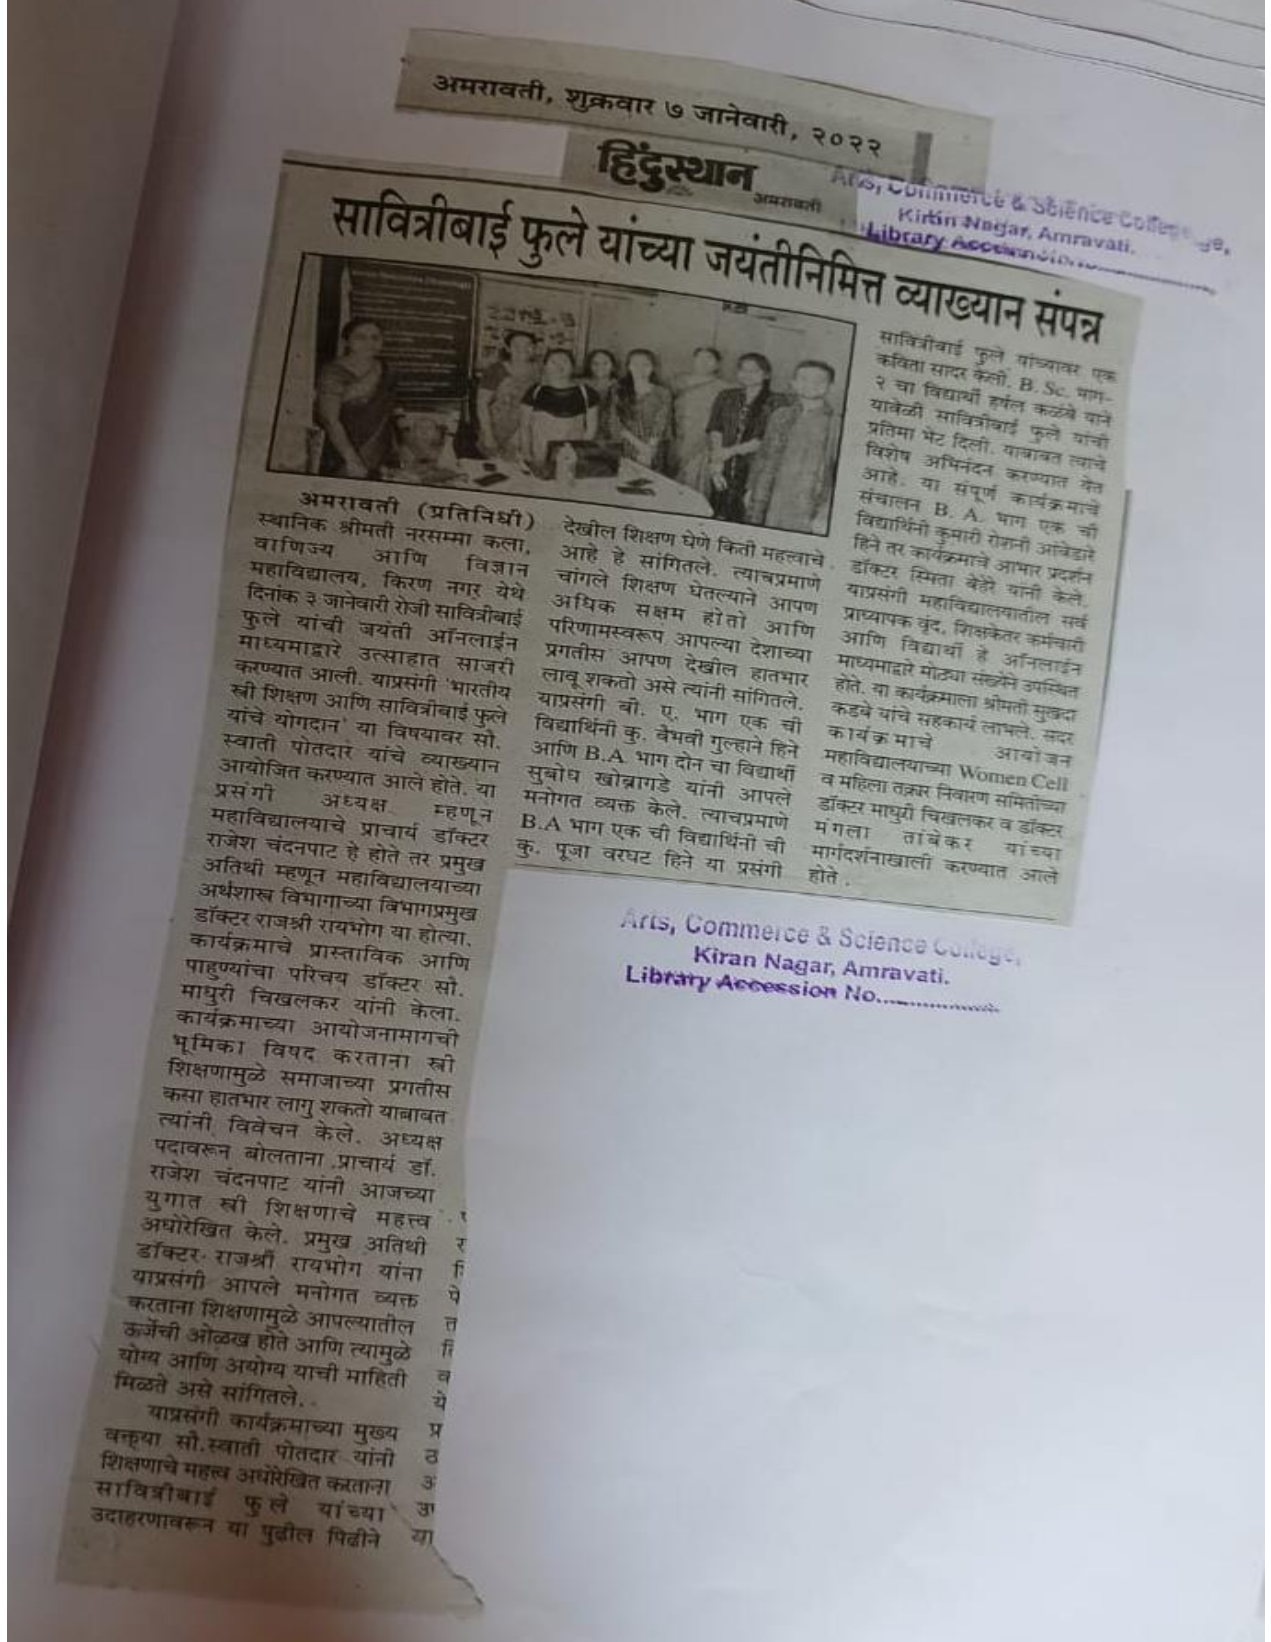 अमरावती, शुक्रवार ७ जानेवारी, २०२२
हिंदुस्थान
अमरावती
Arts, Commerce & Science College,
Kiran Nagar, Amravati.
Library Accession No.
सावित्रीबाई फुले यांच्या जयंतीनिमित्त व्याख्यान संपन्न
अमरावती (प्रतिनिधी)
स्थानिक श्रीमती नरसम्मा कला,
वाणिज्य आणि विज्ञान
महाविद्यालय, किरण नगर येथे
दिनांक ३ जानेवारी रोजी सावित्रीबाई
फुले यांची जयंती ऑनलाईन
माध्यमाद्वारे उत्साहात साजरी
करण्यात आली. याप्रसंगी 'भारतीय
स्त्री शिक्षण आणि सावित्रीबाई फुले
यांचे योगदान' या विषयावर सौ.
स्वाती पोतदार यांचे व्याख्यान
आयोजित करण्यात आले होते. या
प्रसंगी अध्यक्ष म्हणून
महाविद्यालयाचे प्राचार्य डॉक्टर
राजेश चंदनपाट हे होते तर प्रमुख
अतिथी म्हणून महाविद्यालयाच्या
अर्थशास्त्र विभागाच्या विभागप्रमुख
डॉक्टर राजश्री रायभोग या होत्या.
कार्यक्रमाचे प्रास्ताविक आणि
पाहुण्यांचा परिचय डॉक्टर सौ.
माधुरी चिखलकर यांनी केला.
कार्यक्रमाच्या आयोजनामागची
भूमिका विषद करताना स्त्री
शिक्षणामुळे समाजाच्या प्रगतीस
कसा हातभार लागु शकतो याबाबत
त्यांनी विवेचन केले. अध्यक्ष
पदावरून बोलताना प्राचार्य डॉ.
राजेश चंदनपाट यांनी आजच्या
युगात स्त्री शिक्षणाचे महत्त्व
अधोरेखित केले. प्रमुख अतिथी
डॉक्टर राजश्री रायभोग यांना
याप्रसंगी आपले मनोगत व्यक्त
करताना शिक्षणामुळे आपल्यातील
ऊर्जेची ओळख होते आणि त्यामुळे
योग्य आणि अयोग्य याची माहिती
मिळते असे सांगितले.
याप्रसंगी कार्यक्रमाच्या मुख्य
वक्त्या सौ.स्वाती पोतदार यांनी
शिक्षणाचे महत्त्व अधोरेखित करताना
सावित्रीबाई फुले यांच्या
उदाहरणावरून या पुढील पिढीने
देखील शिक्षण घेणे किती महत्त्वाचे
आहे हे सांगितले. त्याचप्रमाणे
चांगले शिक्षण घेतल्याने आपण
अधिक सक्षम होतो आणि
परिणामस्वरूप आपल्या देशाच्या
प्रगतीस आपण देखील हातभार
लावू शकतो असे त्यांनी सांगितले.
याप्रसंगी बी. ए. भाग एक ची
विद्यार्थिनी कु. वैभवी गुल्हाने हिने
आणि B.A भाग दोन चा विद्यार्थी
सुबोध खोब्रागडे यांनी आपले
मनोगत व्यक्त केले. त्याचप्रमाणे
B.A भाग एक ची विद्यार्थिनी ची
कु. पूजा वरघट हिने या प्रसंगी
सावित्रीबाई फुले यांच्यावर एक
कविता सादर केली. B. Sc. भाग-
२ चा विद्यार्थी हर्षल कळंबे याने
यावेळी सावित्रीबाई फुले यांची
प्रतिमा भेट दिली. याबाबत त्याचे
विशेष अभिनंदन करण्यात येत
आहे. या संपूर्ण कार्यक्रमाचे
संचालन B. A. भाग एक ची
विद्यार्थिनी कुमारी रोशनी आंबेडारे
हिने तर कार्यक्रमाचे आभार प्रदर्शन
डॉक्टर स्मिता बेहेरे यांनी केले.
याप्रसंगी महाविद्यालयातील सर्व
प्राध्यापक वृंद, शिक्षकेतर कर्मचारी
आणि विद्यार्थी हे ऑनलाईन
माध्यमाद्वारे मोठ्या संख्येने उपस्थित
होते. या कार्यक्रमाला श्रीमती सुखदा
कडबे यांचे सहकार्य लाभले. सदर
कार्यक्रमाचे आयोजन
महाविद्यालयाच्या Women Cell
व महिला तक्रार निवारण समितीच्या
डॉक्टर माधुरी चिखलकर व डॉक्टर
मंगला तांबेकर यांच्या
मार्गदर्शनाखाली करण्यात आले
होते.
Arts, Commerce & Science College,
Kiran Nagar, Amravati.
Library Accession No.